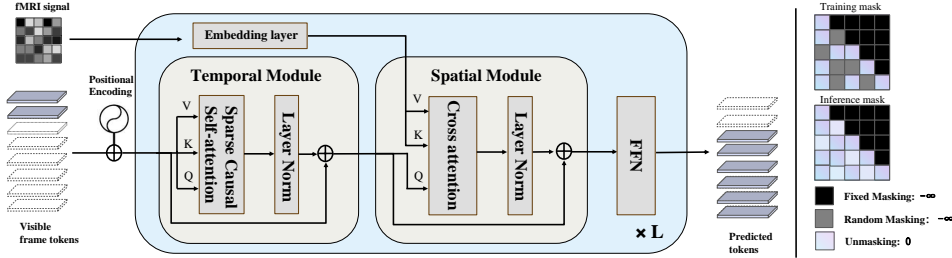 fMRI signal
Embedding layer
Positional
Encoding
Temporal Module
V
K
Q
Sparse Causal
Self-attention
Layer Norm
Spatial Module
V
K
Q
Cross attention
Layer Norm
FFN
× L
Visible
frame tokens
Predicted
tokens
Training mask
Inference mask
Fixed Masking: -∞
Random Masking: -∞
Unmasking: 0